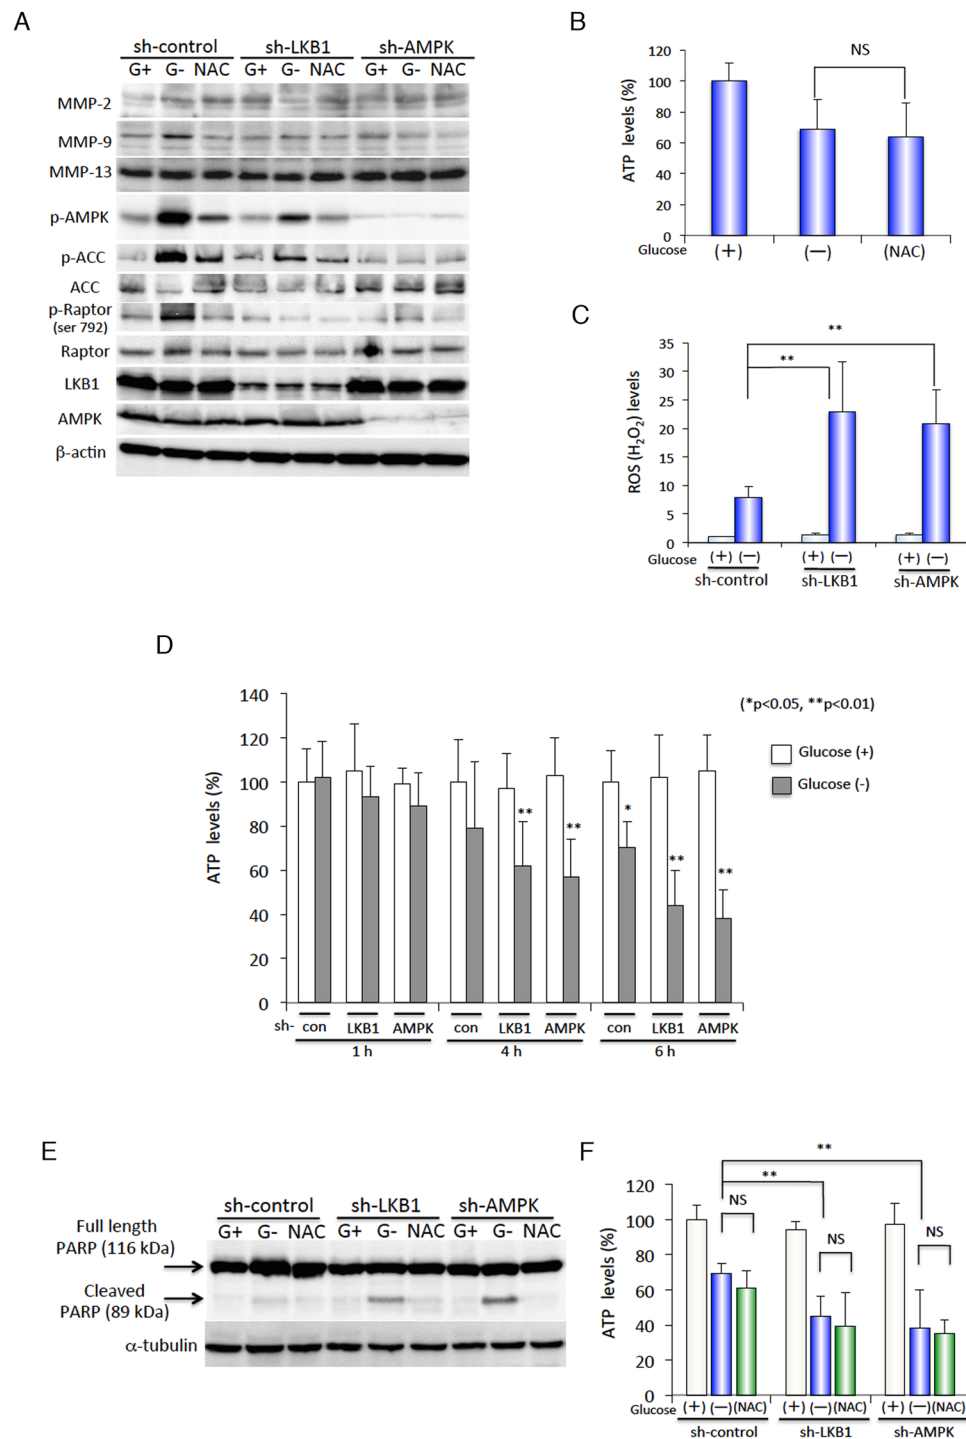 A
sh-control sh-LKB1 sh-AMPK
G+ G- NAC G+ G- NAC G+ G- NAC
MMP-2
MMP-9
MMP-13
p-AMPK
p-ACC
ACC
p-Raptor
(ser 792)
Raptor
LKB1
AMPK
β-actin
B
ATP levels (%)
120
100
80
60
40
20
0
NS
Glucose (+) (—) (NAC)
C
ROS (H₂O₂) levels
35
30
25
20
15
10
5
0
**
**
Glucose (+) (—) (+) (—) (+) (—)
sh-control sh-LKB1 sh-AMPK
D
(*p<0.05, **p<0.01)
Glucose (+)
Glucose (-)
ATP levels (%)
140
120
100
80
60
40
20
0
** ** * ** **
sh- con LKB1 AMPK con LKB1 AMPK con LKB1 AMPK
1 h 4 h 6 h
E
sh-control sh-LKB1 sh-AMPK
G+ G- NAC G+ G- NAC G+ G- NAC
Full length
PARP (116 kDa)
Cleaved
PARP (89 kDa)
α-tubulin
F
ATP levels (%)
120
100
80
60
40
20
0
**
**
NS NS NS
Glucose (+) (—) (NAC) (+) (—) (NAC) (+) (—) (NAC)
sh-control sh-LKB1 sh-AMPK